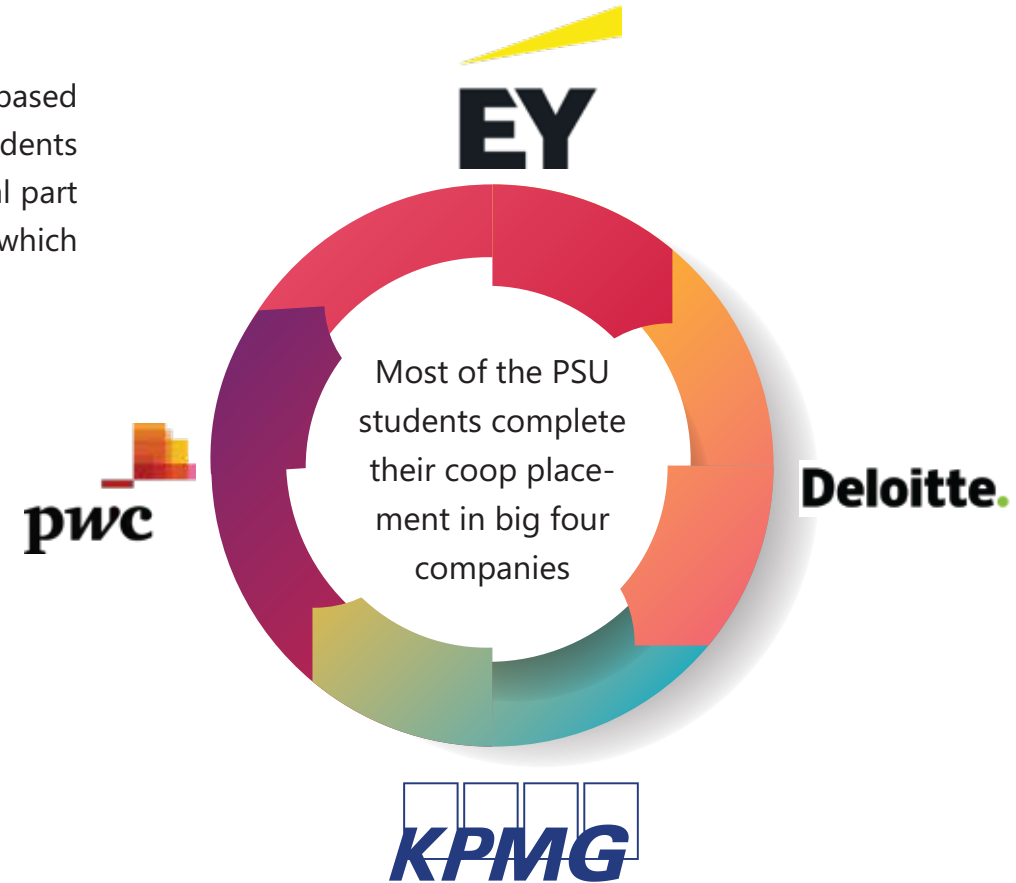 based
dents
l part
which
EY
Most of the PSU
students complete
their coop place-
ment in big four
companies
pwc
Deloitte.
KPMG